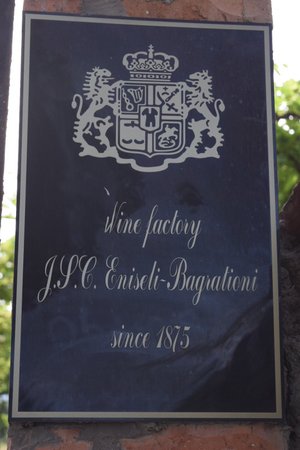 Wine factory
J.S.C. Eniseli-Bagrationi
since 1875